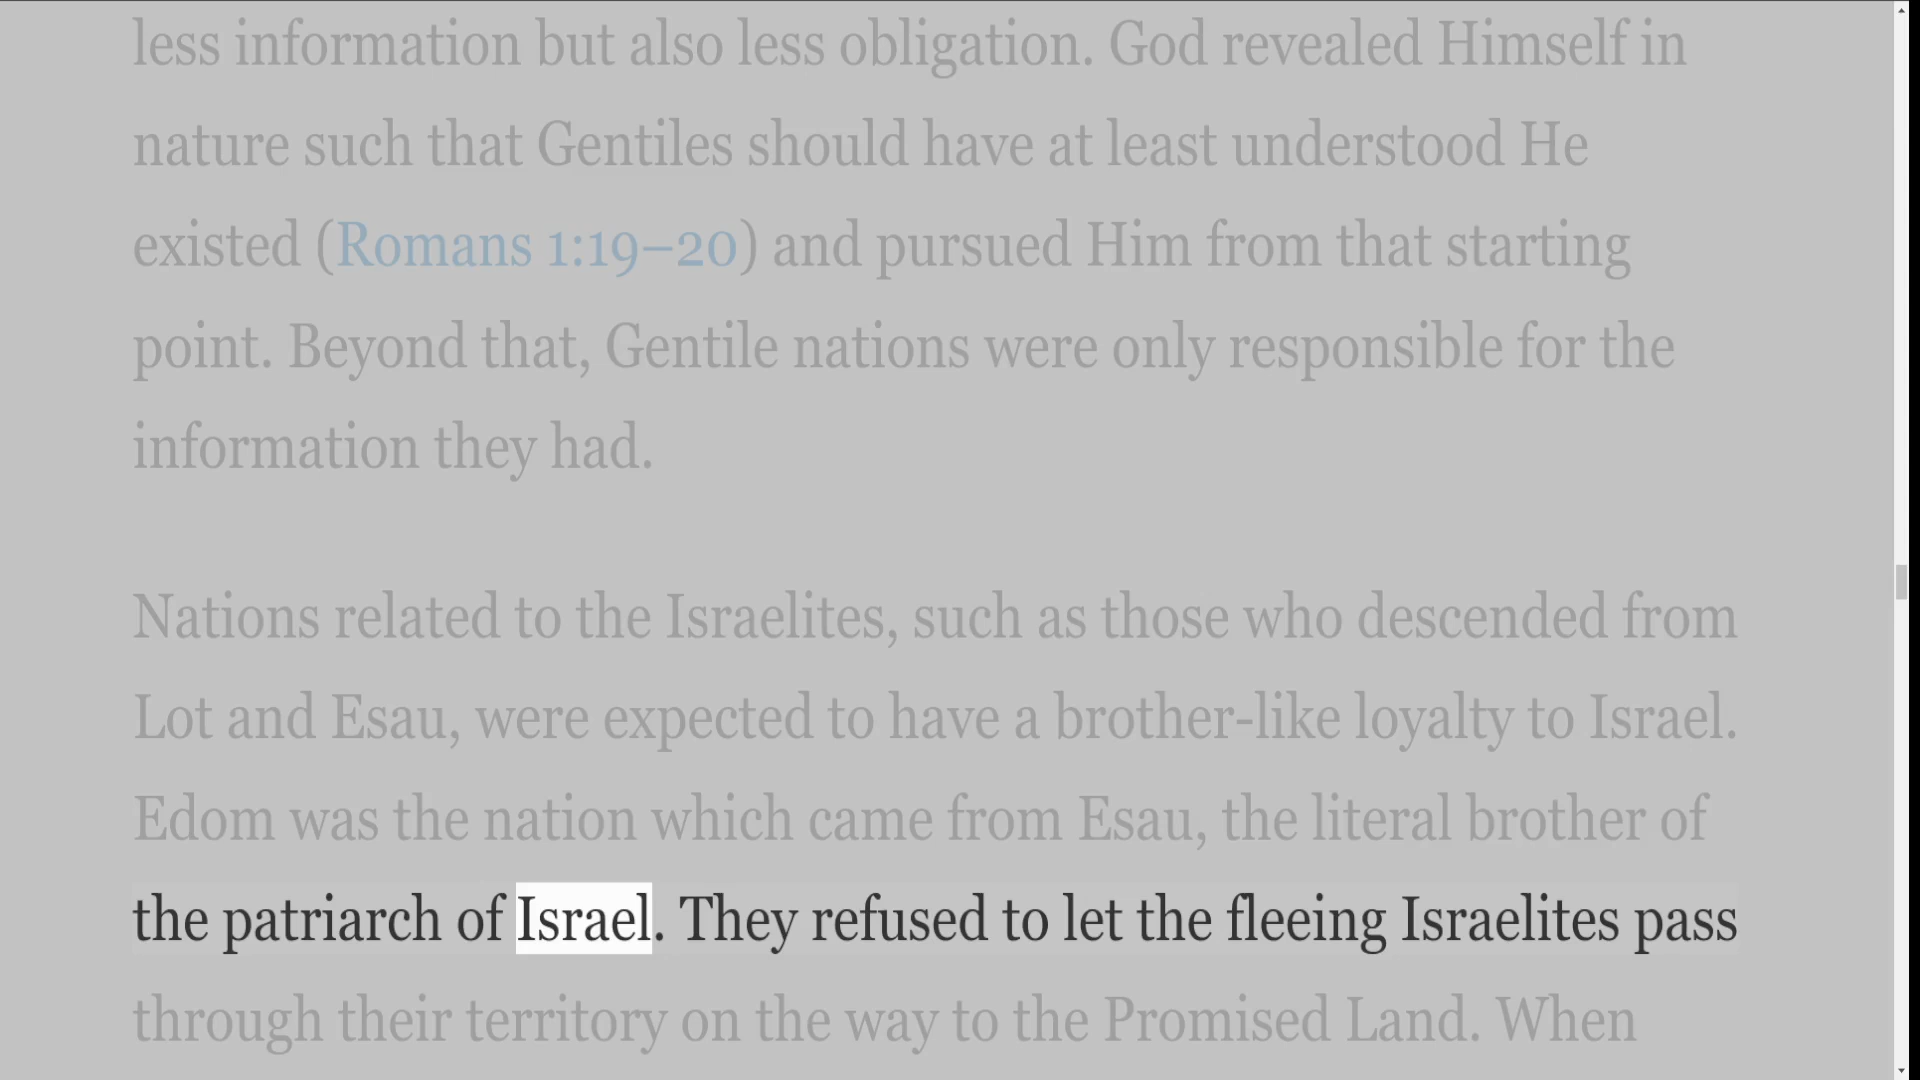 less information but also less obligation. God revealed Himself in
nature such that Gentiles should have at least understood He
existed (Romans 1:19–20) and pursued Him from that starting
point. Beyond that, Gentile nations were only responsible for the
information they had.
Nations related to the Israelites, such as those who descended from
Lot and Esau, were expected to have a brother-like loyalty to Israel.
Edom was the nation which came from Esau, the literal brother of
the patriarch of Israel. They refused to let the fleeing Israelites pass
through their territory on the way to the Promised Land. When